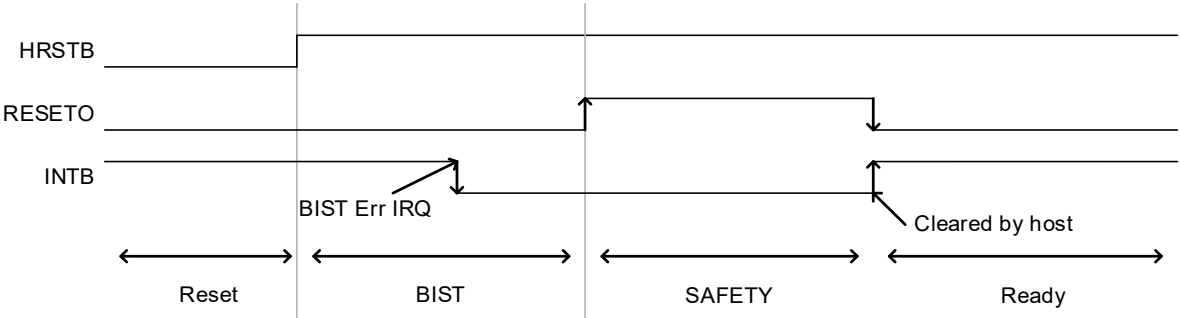 HRSTB
RESETO
INTB
BIST Err IRQ
Cleared by host
Reset
BIST
SAFETY
Ready